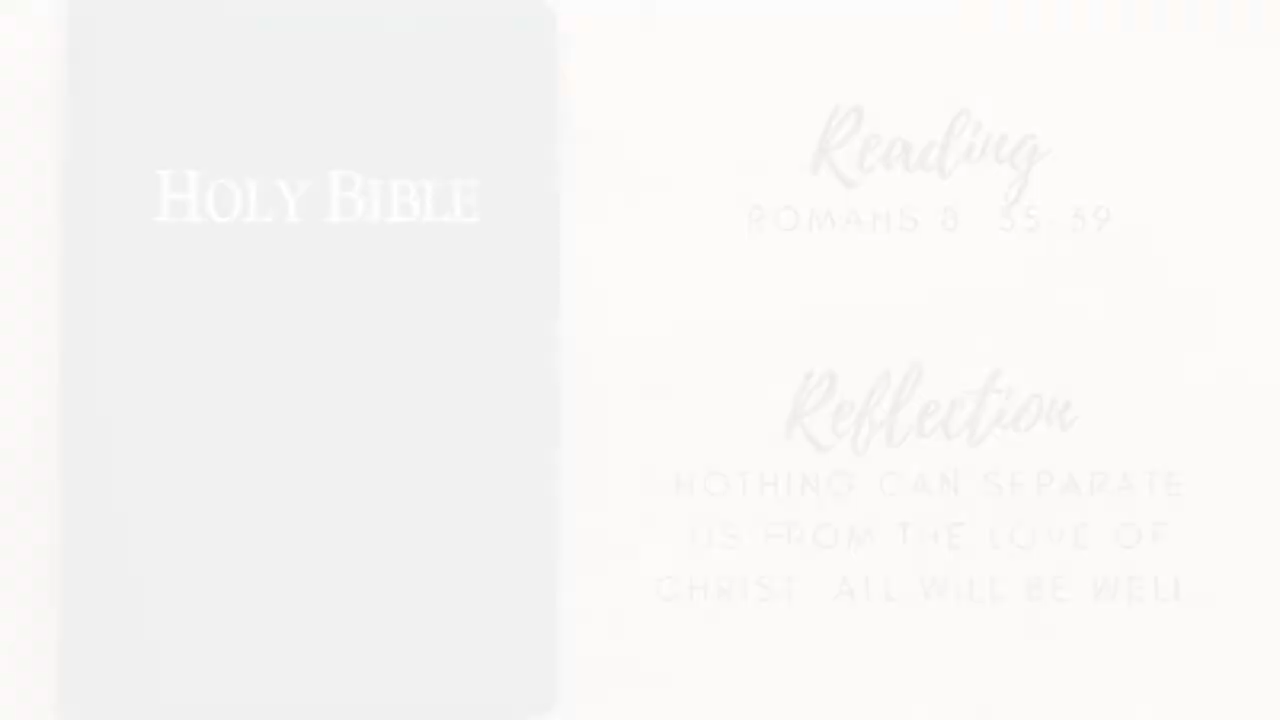 HOLY BIBLE
Reading
ROMANS 8 35-39
Reflection
NOTHING CAN SEPARATE
US FROM THE LOVE OF
CHRIST. ALL WILL BE WELL.